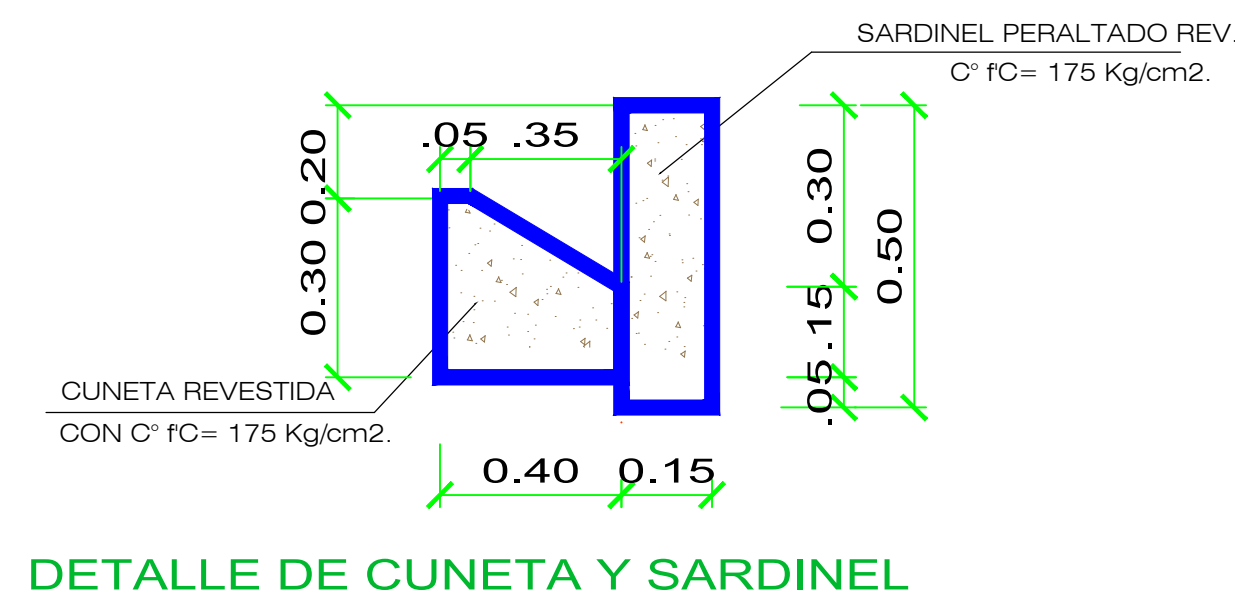 SARDINEL PERALTADO REV.
C° f'C= 175 Kg/cm2.
.05 .35
0.20
0.30
0.30
0.50
.15
.05
CUNETA REVESTIDA
CON C° f'C= 175 Kg/cm2.
0.40 0.15
DETALLE DE CUNETA Y SARDINEL